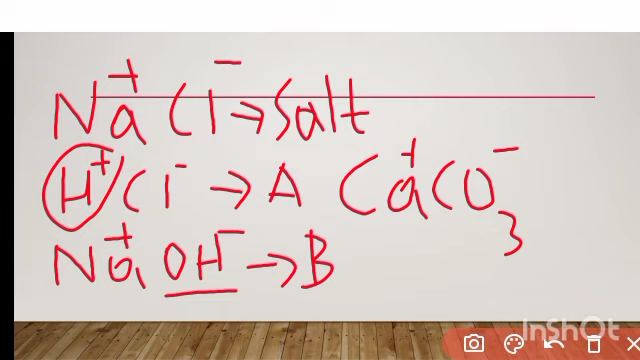 Na⁺Cl⁻ → Salt
H⁺Cl⁻ → A Ca⁺CO₃⁻
Na⁺OH⁻ → B
InShOt